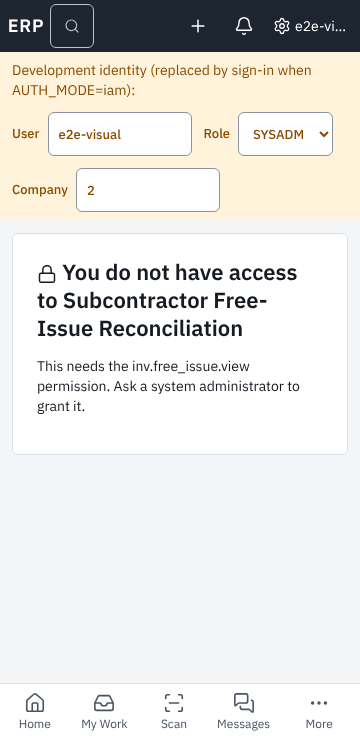 ERP
e2e-vi...
Development identity (replaced by sign-in when
AUTH_MODE=iam):
User e2e-visual Role SYSADM
Company 2
You do not have access
to Subcontractor Free-
Issue Reconciliation
This needs the inv.free_issue.view
permission. Ask a system administrator to
grant it.
Home My Work Scan Messages More